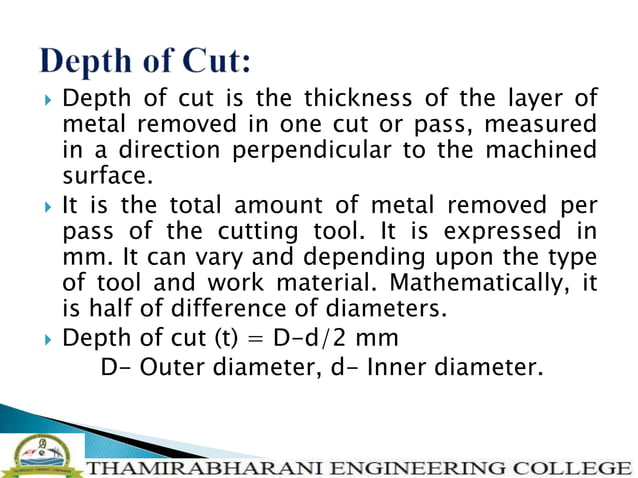 Depth of Cut:
Depth of cut is the thickness of the layer of
metal removed in one cut or pass, measured
in a direction perpendicular to the machined
surface.
It is the total amount of metal removed per
pass of the cutting tool. It is expressed in
mm. It can vary and depending upon the type
of tool and work material. Mathematically, it
is half of difference of diameters.
Depth of cut (t) = D-d/2 mm
D- Outer diameter, d- Inner diameter.
THAMIRABHARANI ENGINEERING COLLEGE